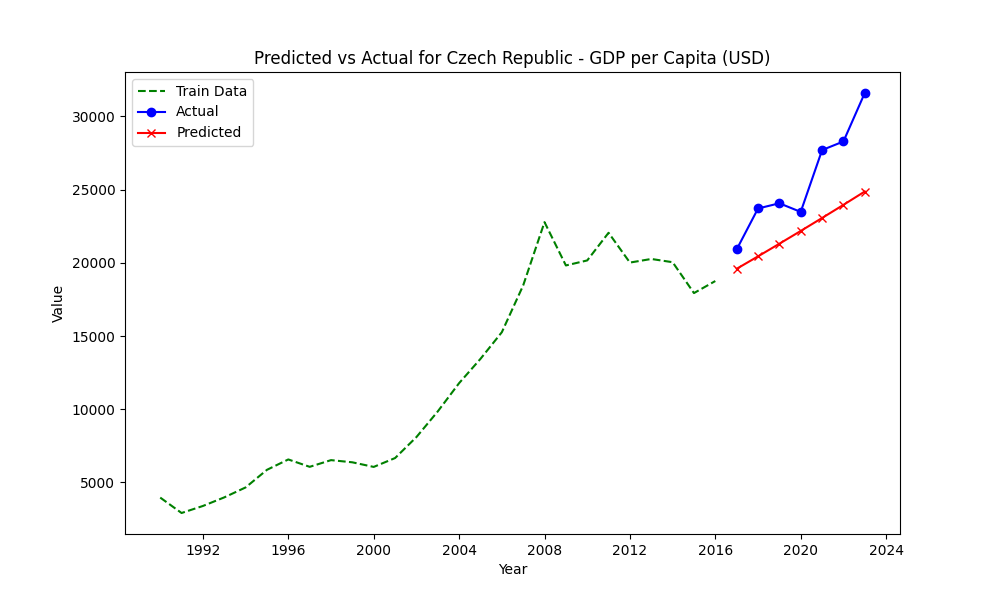 Predicted vs Actual for Czech Republic - GDP per Capita (USD)
Train Data
Actual
Predicted
30000
25000
20000
15000
10000
5000
Value
1992 1996 2000 2004 2008 2012 2016 2020 2024
Year